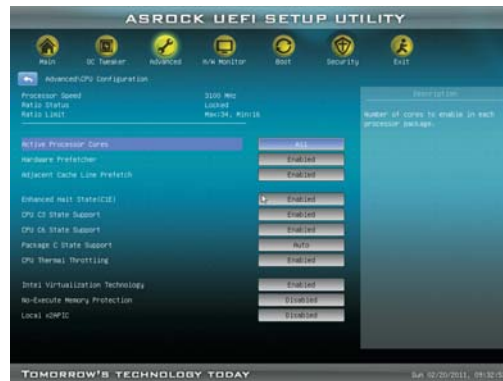 ASROCK UEFI SETUP UTILITY
Main OC Tweaker Advanced H/W Monitor Boot Security Exit
Advanced\CPU Configuration
Description
Processor Speed 3100 MHz
Ratio Status Locked
Ratio Limit Max:34, Min:16
Number of cores to enable in each
processor package.
Active Processor Cores All
Hardware Prefetcher Enabled
Adjacent Cache Line Prefetch Enabled
Enhanced Halt State(C1E) Enabled
CPU C3 State Support Enabled
CPU C6 State Support Enabled
Package C State Support Auto
CPU Thermal Throttling Enabled
Intel Virtualization Technology Enabled
No-Execute Memory Protection Disabled
Local x2APIC Disabled
TOMORROW'S TECHNOLOGY TODAY
Sun 02/20/2011,